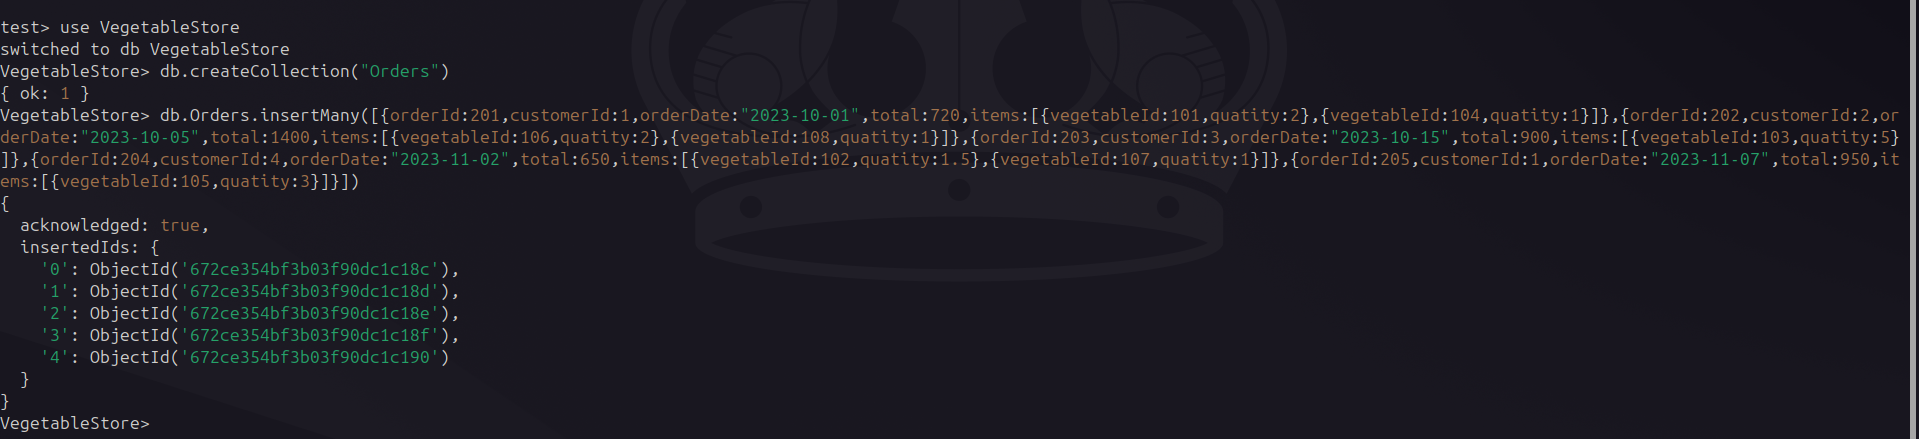 test> use VegetableStore
switched to db VegetableStore
VegetableStore> db.createCollection("Orders")
{ ok: 1 }
VegetableStore> db.Orders.insertMany([{orderId:201,customerId:1,orderDate:"2023-10-01",total:720,items:[{vegetableId:101,quatity:2},{vegetableId:104,quatity:1}]},{orderId:202,customerId:2,or
derDate:"2023-10-05",total:1400,items:[{vegetableId:106,quatity:2},{vegetableId:108,quatity:1}]},{orderId:203,customerId:3,orderDate:"2023-10-15",total:900,items:[{vegetableId:103,quatity:5}
]},{orderId:204,customerId:4,orderDate:"2023-11-02",total:650,items:[{vegetableId:102,quatity:1.5},{vegetableId:107,quatity:1}]},{orderId:205,customerId:1,orderDate:"2023-11-07",total:950,it
ems:[{vegetableId:105,quatity:3}]}])
{
  acknowledged: true,
  insertedIds: {
    '0': ObjectId('672ce354bf3b03f90dc1c18c'),
    '1': ObjectId('672ce354bf3b03f90dc1c18d'),
    '2': ObjectId('672ce354bf3b03f90dc1c18e'),
    '3': ObjectId('672ce354bf3b03f90dc1c18f'),
    '4': ObjectId('672ce354bf3b03f90dc1c190')
  }
}
VegetableStore>